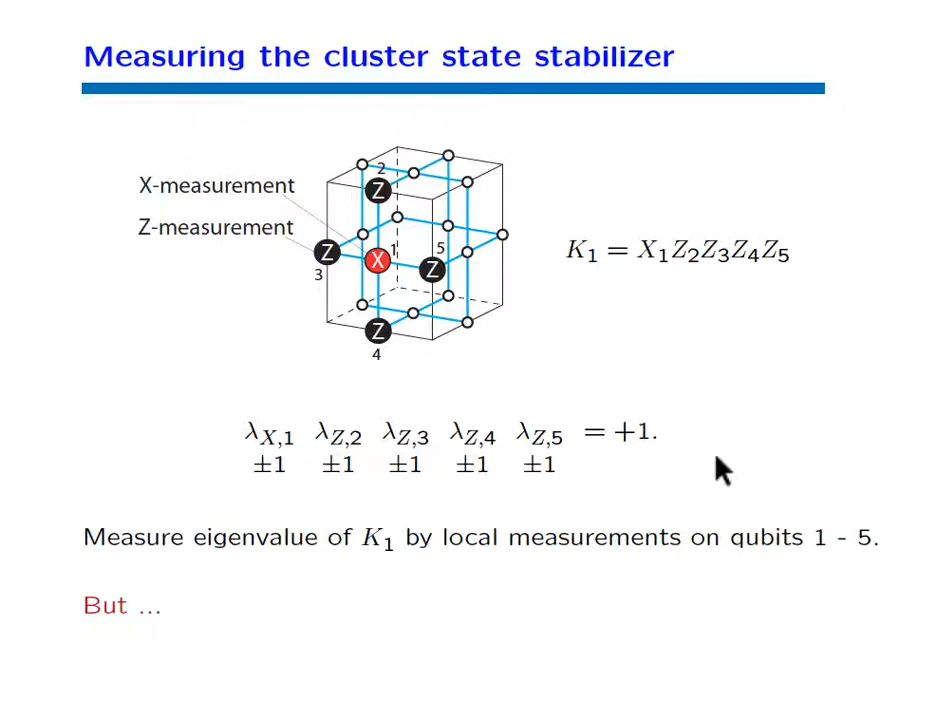 Measuring the cluster state stabilizer
X-measurement
Z-measurement
2
Z
Z
X
1
5
Z
3
Z
4
K₁ = X₁Z₂Z₃Z₄Z₅
λ_{X,1} λ_{Z,2} λ_{Z,3} λ_{Z,4} λ_{Z,5} = +1.
±1 ±1 ±1 ±1 ±1
Measure eigenvalue of K₁ by local measurements on qubits 1 - 5.
But ...